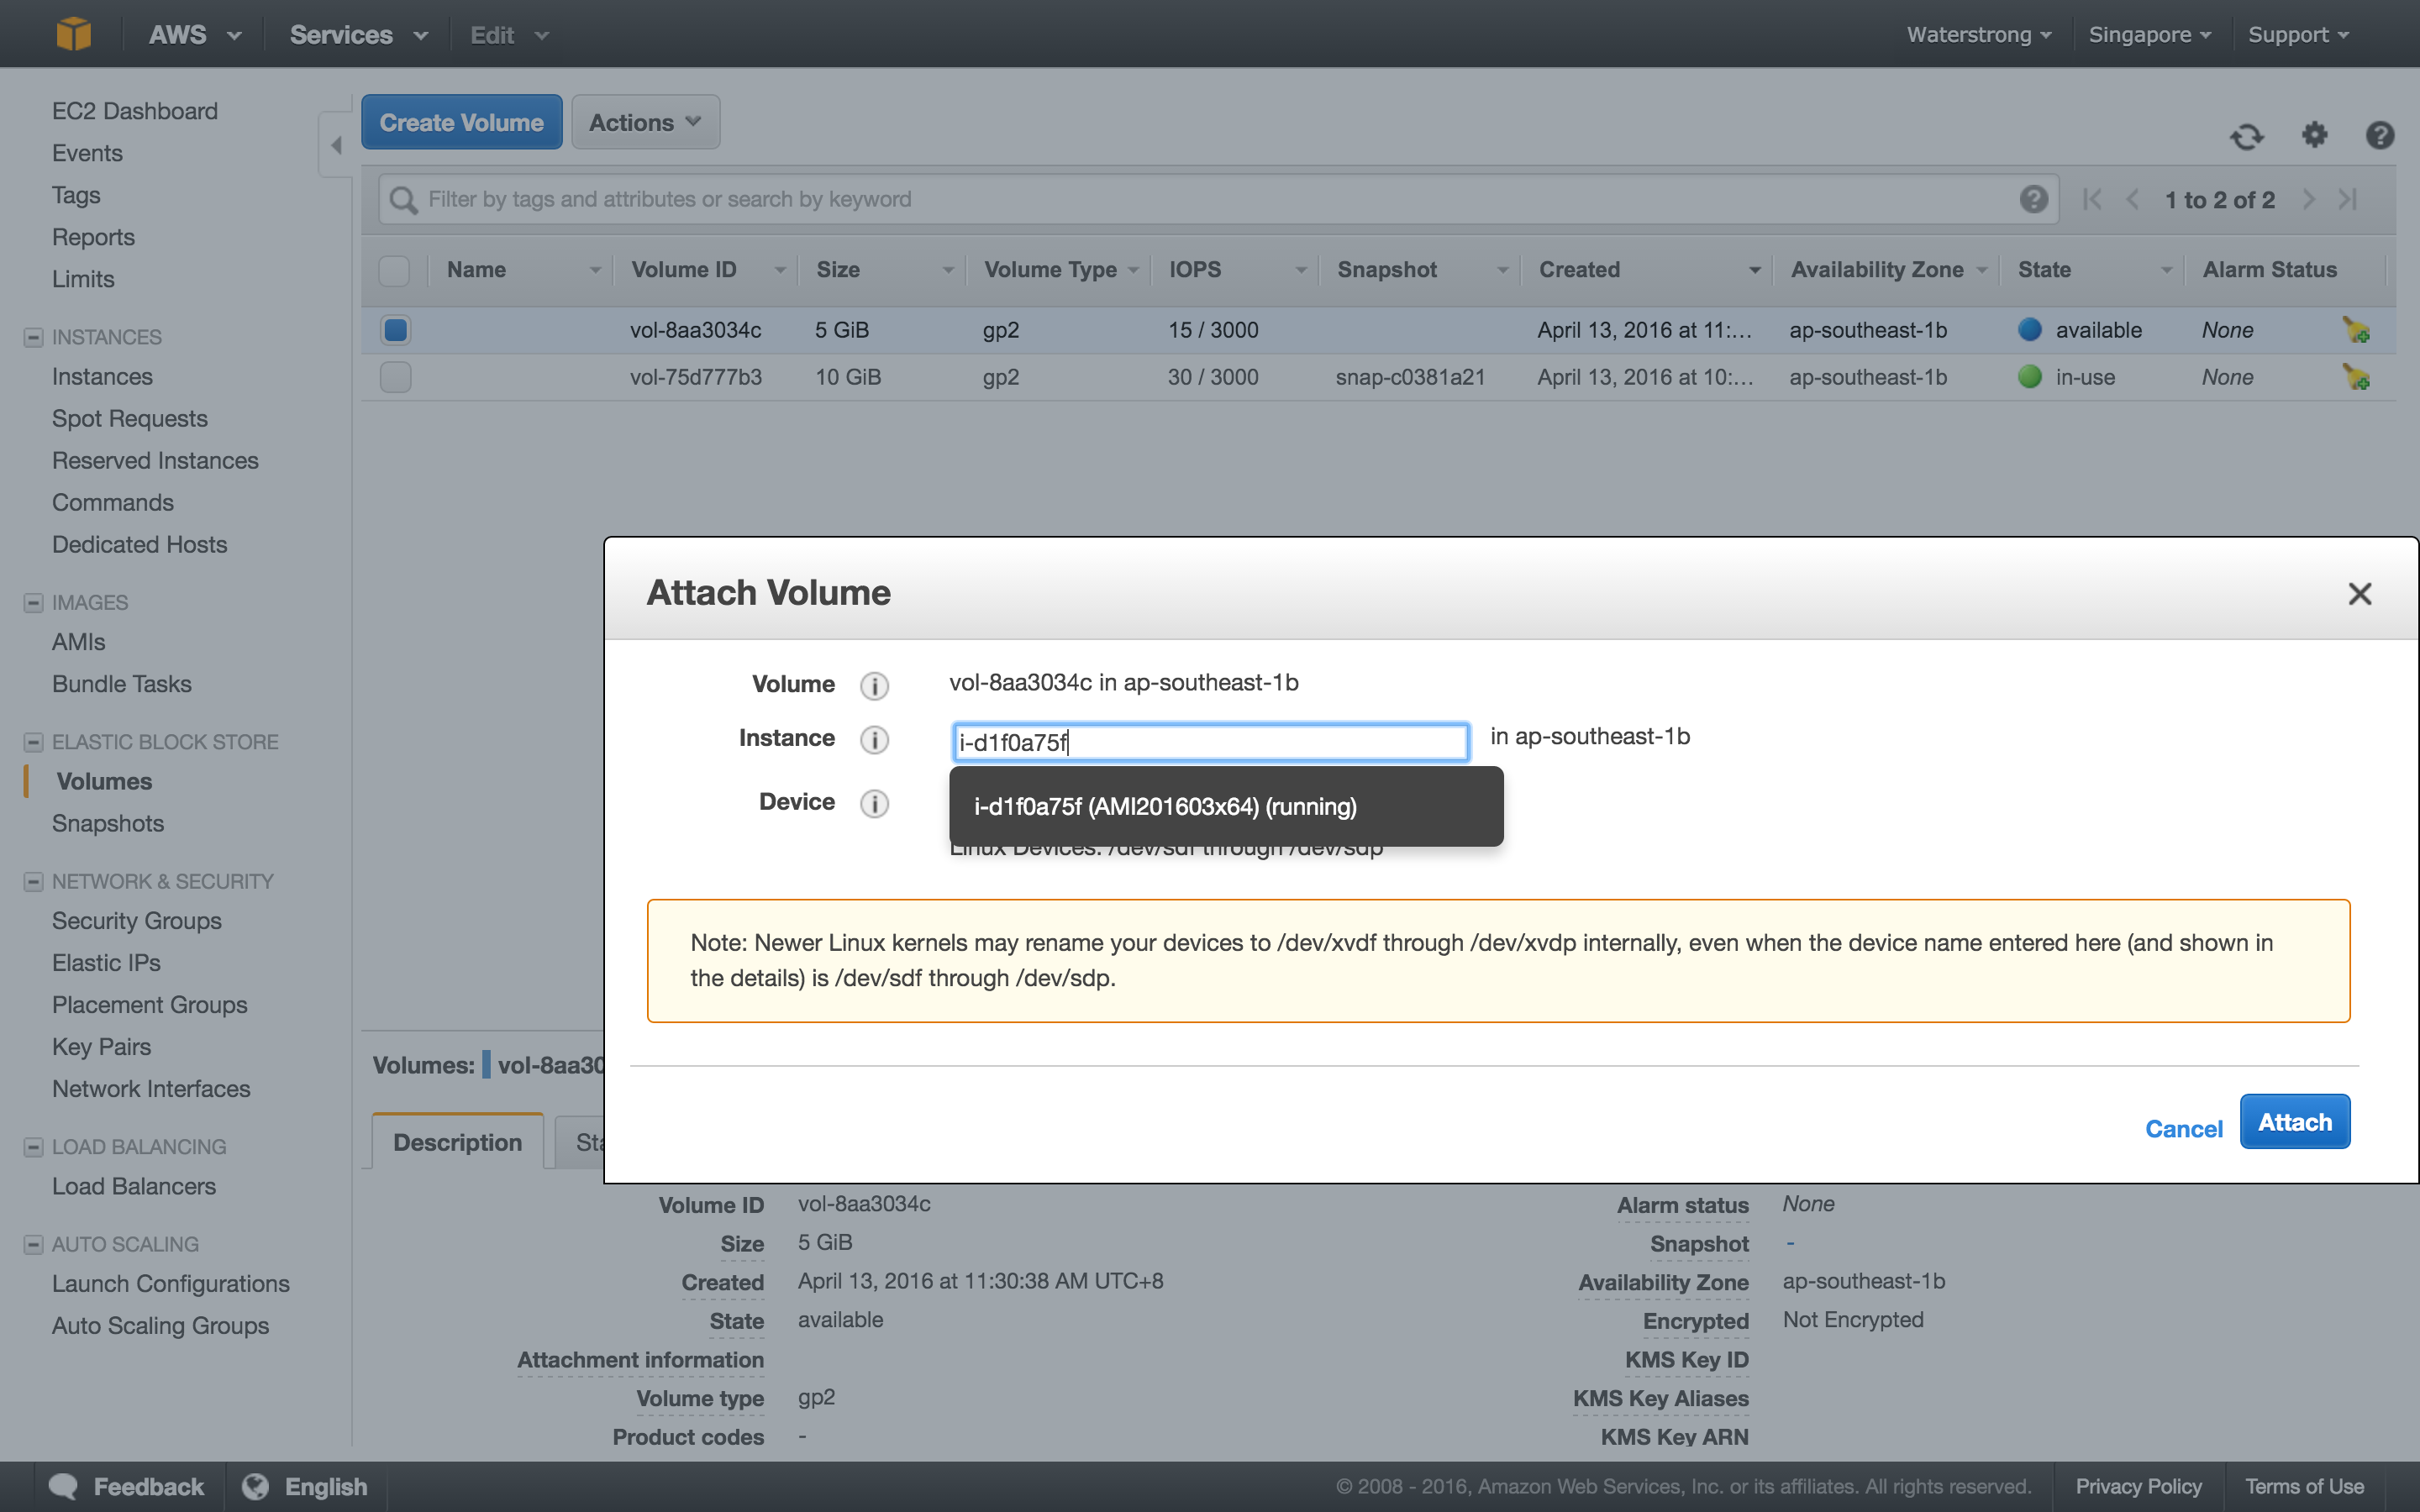 AWS Services Edit Waterstrong Singapore Support
EC2 Dashboard
Events
Tags
Reports
Limits
INSTANCES
Instances
Spot Requests
Reserved Instances
Commands
Dedicated Hosts
IMAGES
AMIs
Bundle Tasks
ELASTIC BLOCK STORE
Volumes
Snapshots
NETWORK & SECURITY
Security Groups
Elastic IPs
Placement Groups
Key Pairs
Network Interfaces
LOAD BALANCING
Load Balancers
AUTO SCALING
Launch Configurations
Auto Scaling Groups
Create Volume Actions
Filter by tags and attributes or search by keyword 1 to 2 of 2
Name Volume ID Size Volume Type IOPS Snapshot Created Availability Zone State Alarm Status
vol-8aa3034c 5 GiB gp2 15 / 3000 April 13, 2016 at 11:... ap-southeast-1b available None
vol-75d777b3 10 GiB gp2 30 / 3000 snap-c0381a21 April 13, 2016 at 10:... ap-southeast-1b in-use None
Attach Volume
Volume vol-8aa3034c in ap-southeast-1b
Instance i-d1f0a75f in ap-southeast-1b
i-d1f0a75f (AMI201603x64) (running)
Device
Linux Devices: /dev/sdf through /dev/sdp
Note: Newer Linux kernels may rename your devices to /dev/xvdf through /dev/xvdp internally, even when the device name entered here (and shown in
the details) is /dev/sdf through /dev/sdp.
Cancel Attach
Volumes: vol-8aa30
Description Sta
Volume ID vol-8aa3034c
Size 5 GiB
Created April 13, 2016 at 11:30:38 AM UTC+8
State available
Attachment information
Volume type gp2
Product codes -
Alarm status None
Snapshot -
Availability Zone ap-southeast-1b
Encrypted Not Encrypted
KMS Key ID
KMS Key Aliases
KMS Key ARN
Feedback English © 2008 - 2016, Amazon Web Services, Inc. or its affiliates. All rights reserved. Privacy Policy Terms of Use